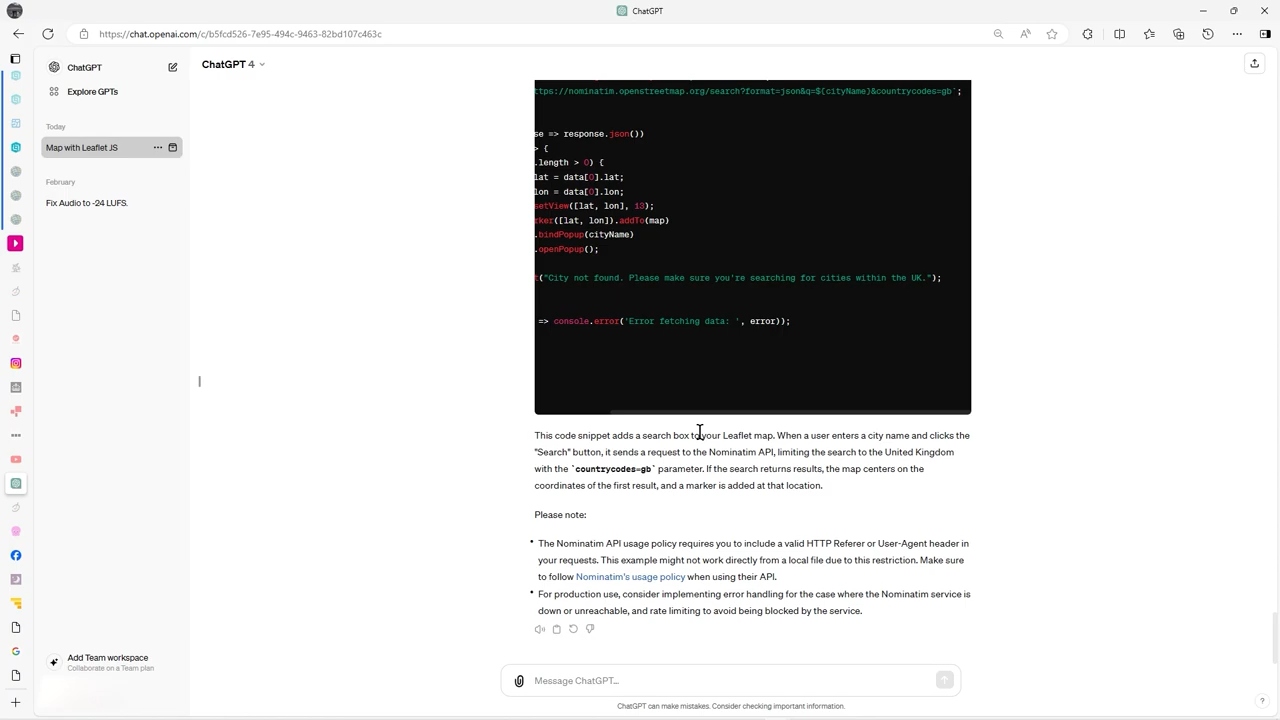 ChatGPT
https://chat.openai.com/c/b5fcd526-7e95-494c-9463-82bd107c463c
ChatGPT
Explore GPTs
Today
Map with Leaflet JS
February
Fix Audio to -24 LUFS.
Add Team workspace
Collaborate on a Team plan
ChatGPT 4
ttps://nominatim.openstreetmap.org/search?format=json&q=${cityName}&countrycodes=gb`;
se => response.json())
> {
.length > 0) {
lat = data[0].lat;
lon = data[0].lon;
setView([lat, lon], 13);
rker([lat, lon]).addTo(map)
.bindPopup(cityName)
.openPopup();
t("City not found. Please make sure you're searching for cities within the UK.");
=> console.error('Error fetching data: ', error));
This code snippet adds a search box to your Leaflet map. When a user enters a city name and clicks the
"Search" button, it sends a request to the Nominatim API, limiting the search to the United Kingdom
with the `countrycodes=gb` parameter. If the search returns results, the map centers on the
coordinates of the first result, and a marker is added at that location.
Please note:
• The Nominatim API usage policy requires you to include a valid HTTP Referer or User-Agent header in
your requests. This example might not work directly from a local file due to this restriction. Make sure
to follow Nominatim's usage policy when using their API.
• For production use, consider implementing error handling for the case where the Nominatim service is
down or unreachable, and rate limiting to avoid being blocked by the service.
Message ChatGPT...
ChatGPT can make mistakes. Consider checking important information.
?